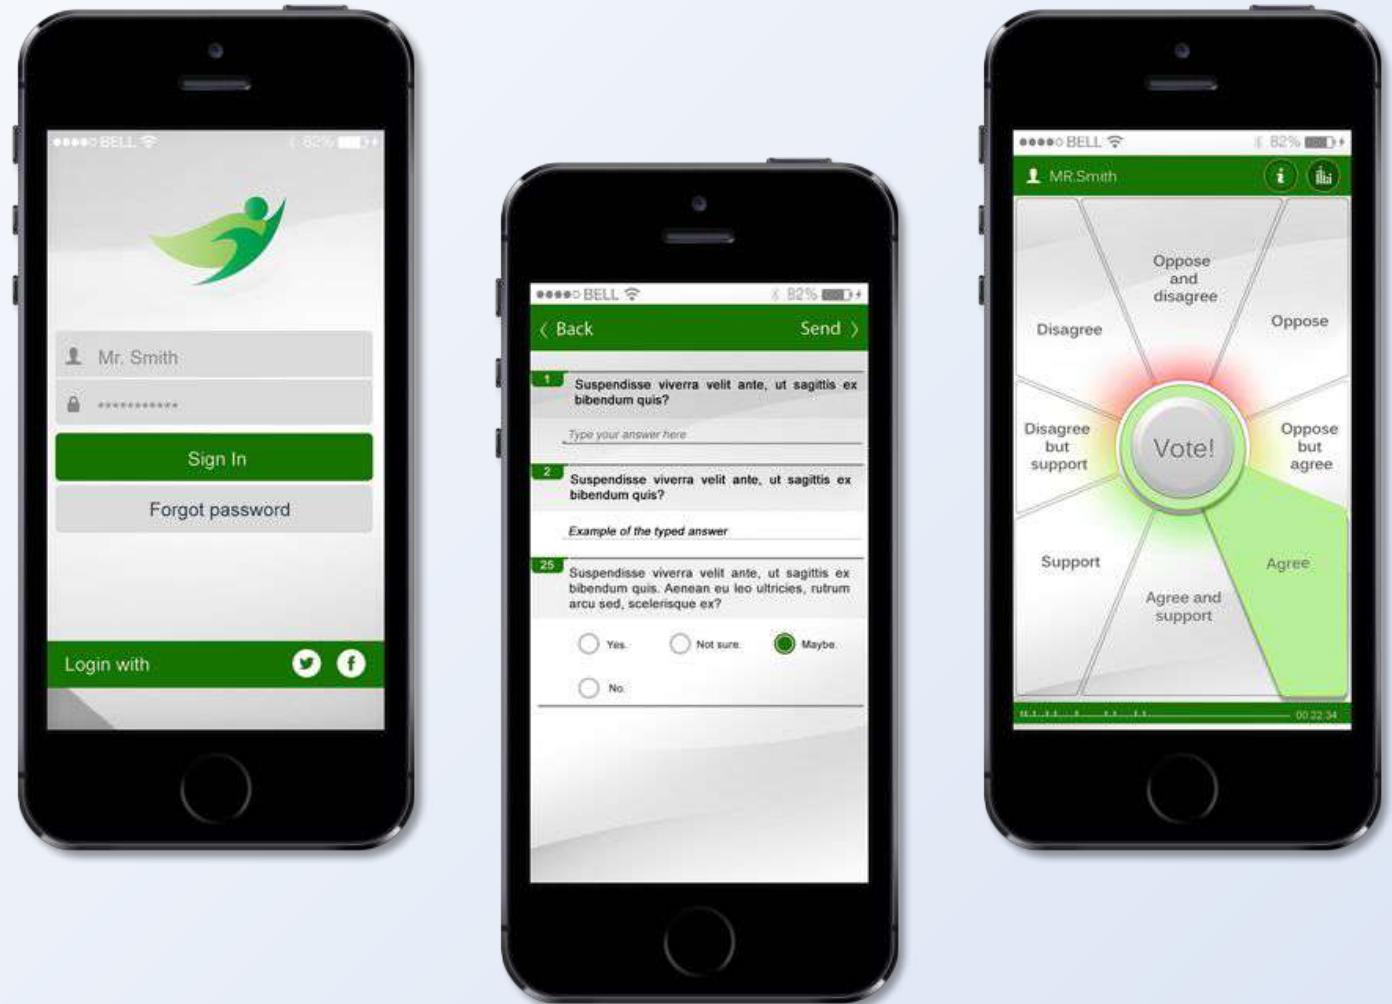 BELL
82%
Mr. Smith
***********
Sign In
Forgot password
Login with
BELL
82%
Back
Send
1
Suspendisse viverra velit ante, ut sagittis ex
bibendum quis?
Type your answer here
2
Suspendisse viverra velit ante, ut sagittis ex
bibendum quis?
Example of the typed answer
25
Suspendisse viverra velit ante, ut sagittis ex
bibendum quis. Aenean eu leo ultricies, rutrum
arcu sed, scelerisque ex?
Yes.
Not sure.
Maybe.
No.
BELL
82%
MR.Smith
i
Oppose
and
disagree
Disagree
Oppose
Disagree
but
support
Vote!
Oppose
but
agree
Support
Agree
Agree and
support
00:22:34